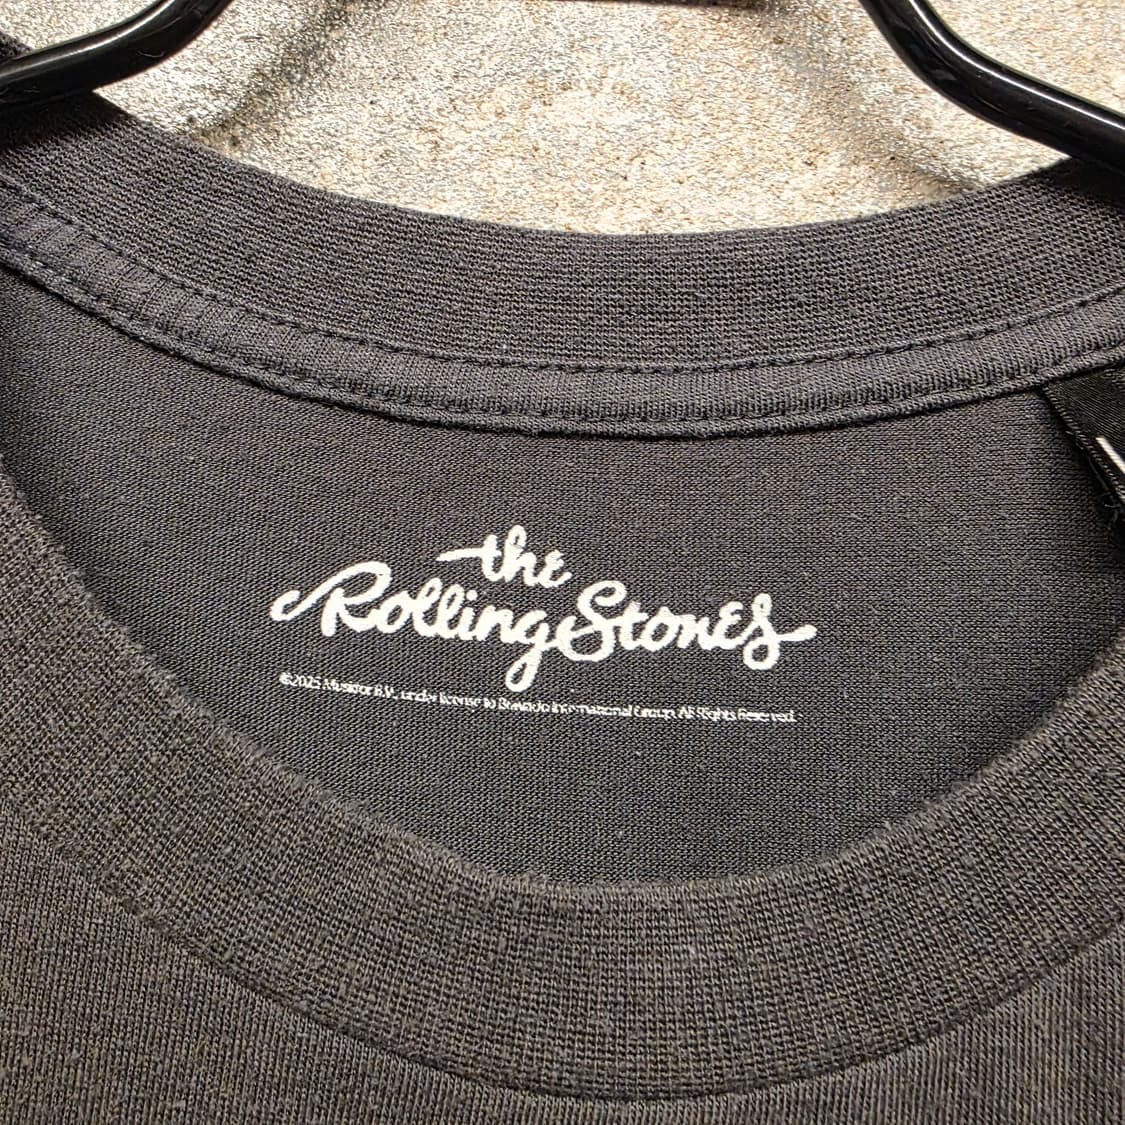 the
Rolling Stones
©2025 Musidor B.V., under license to Bravado International Group. All Rights Reserved.